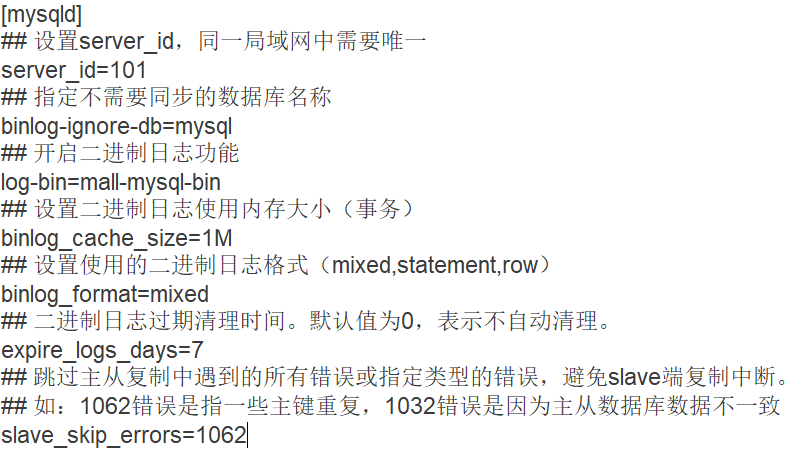 [mysqld]
## 设置server_id，同一局域网中需要唯一
server_id=101
## 指定不需要同步的数据库名称
binlog-ignore-db=mysql
## 开启二进制日志功能
log-bin=mall-mysql-bin
## 设置二进制日志使用内存大小（事务）
binlog_cache_size=1M
## 设置使用的二进制日志格式（mixed,statement,row）
binlog_format=mixed
## 二进制日志过期清理时间。默认值为0，表示不自动清理。
expire_logs_days=7
## 跳过主从复制中遇到的所有错误或指定类型的错误，避免slave端复制中断。
## 如：1062错误是指一些主键重复，1032错误是因为主从数据库数据不一致
slave_skip_errors=1062